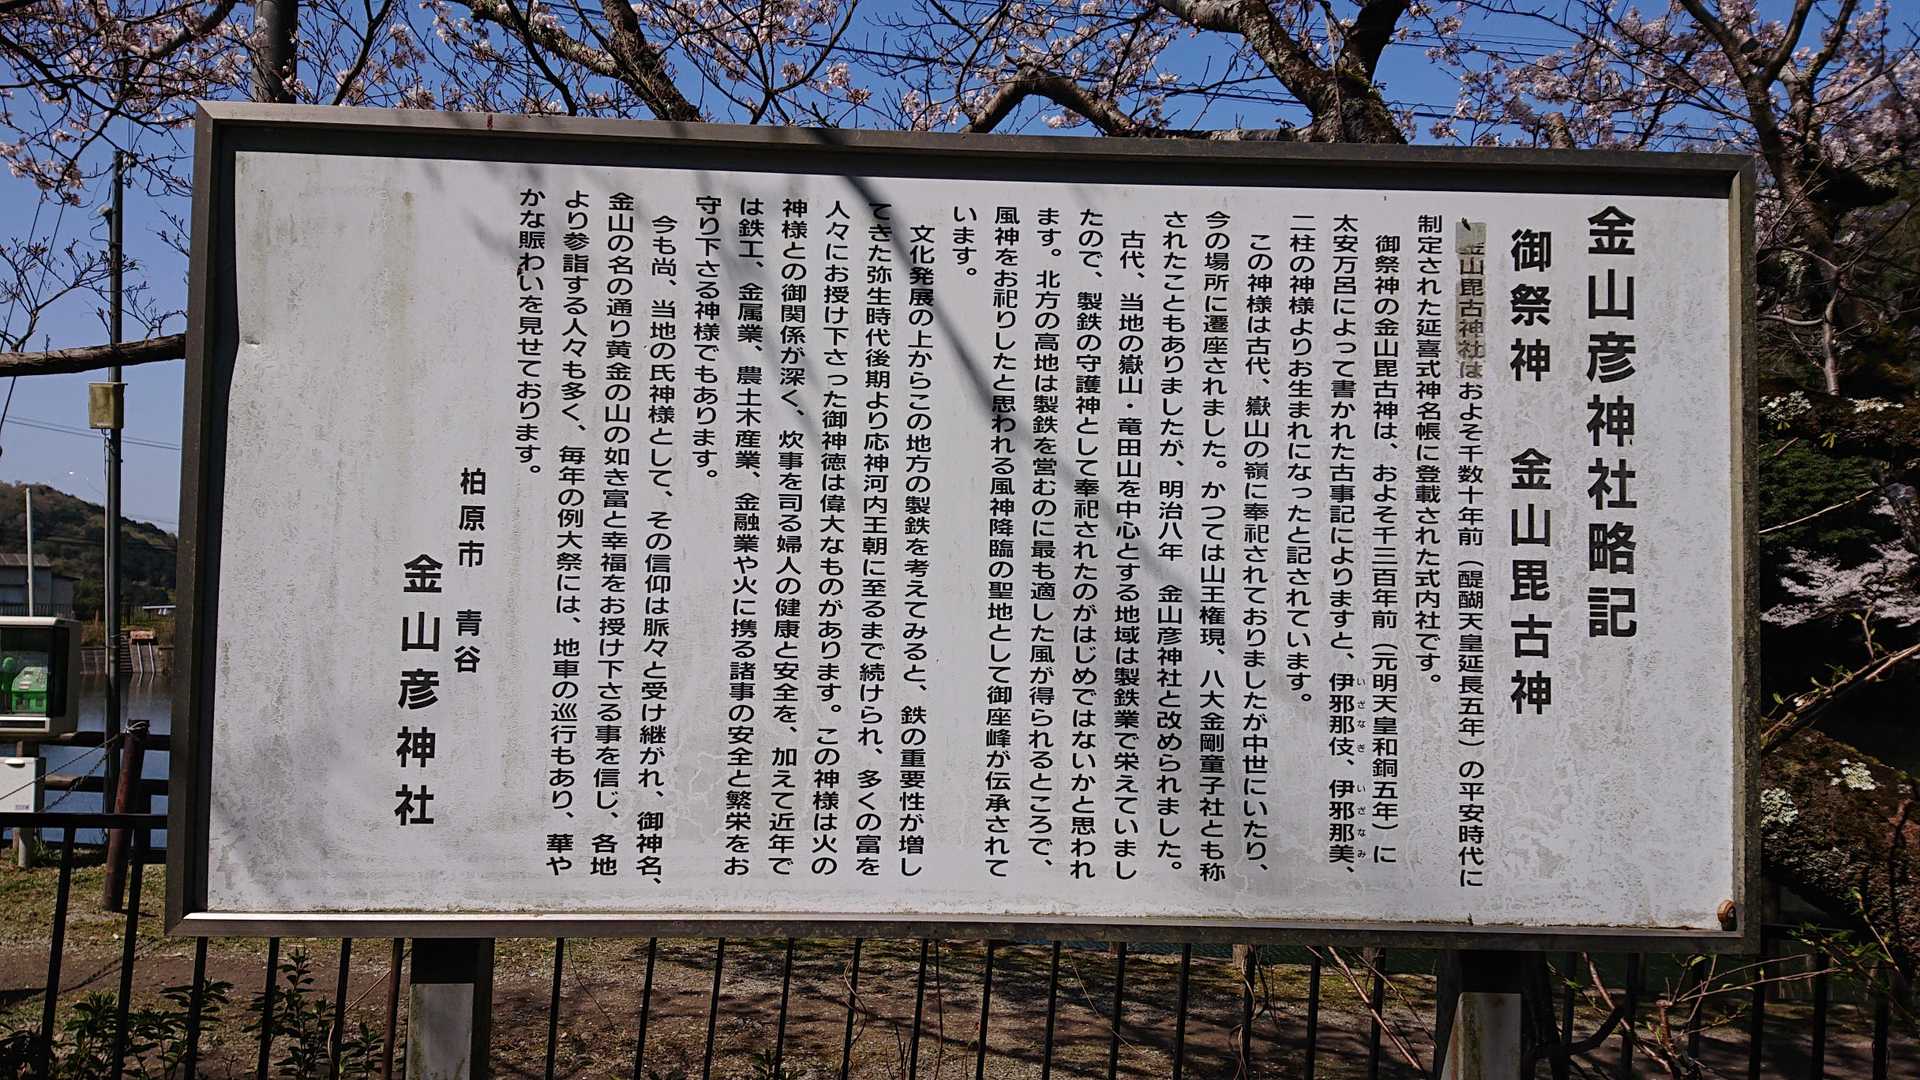 金山彦神社略記
御祭神　金山毘古神
金山毘古神社はおよそ千数十年前（醍醐天皇延長五年）の平安時代に
制定された延喜式神名帳に登載された式内社です。
御祭神の金山毘古神は、およそ千三百年前（元明天皇和銅五年）に
太安万呂によって書かれた古事記によりますと、伊邪那伎、伊邪那美、
いざなぎ　いざなみ
二柱の神様よりお生まれになったと記されています。
この神様は古代、嶽山の嶺に奉祀されておりましたが中世にいたり、
今の場所に遷座されました。かつては山王権現、八大金剛童子社とも称
されたこともありましたが、明治八年　金山彦神社と改められました。
古代、当地の嶽山・竜田山を中心とする地域は製鉄業で栄えていまし
たので、製鉄の守護神として奉祀されたのがはじめではないかと思われ
ます。北方の高地は製鉄を営むのに最も適した風が得られるところで、
風神をお祀りしたと思われる風神降臨の聖地として御座峰が伝承されて
います。
文化発展の上からこの地方の製鉄を考えてみると、鉄の重要性が増し
てきた弥生時代後期より応神河内王朝に至るまで続けられ、多くの富を
人々にお授け下さった御神徳は偉大なものがあります。この神様は火の
神様との御関係が深く、炊事を司る婦人の健康と安全を、加えて近年で
は鉄工、金属業、農土木産業、金融業や火に携る諸事の安全と繁栄をお
守り下さる神様でもあります。
今も尚、当地の氏神様として、その信仰は脈々と受け継がれ、御神名、
金山の名の通り黄金の山の如き富と幸福をお授け下さる事を信じ、各地
より参詣する人々も多く、毎年の例大祭には、地車の巡行もあり、華や
かな賑わいを見せております。
柏原市　青谷
金山彦神社